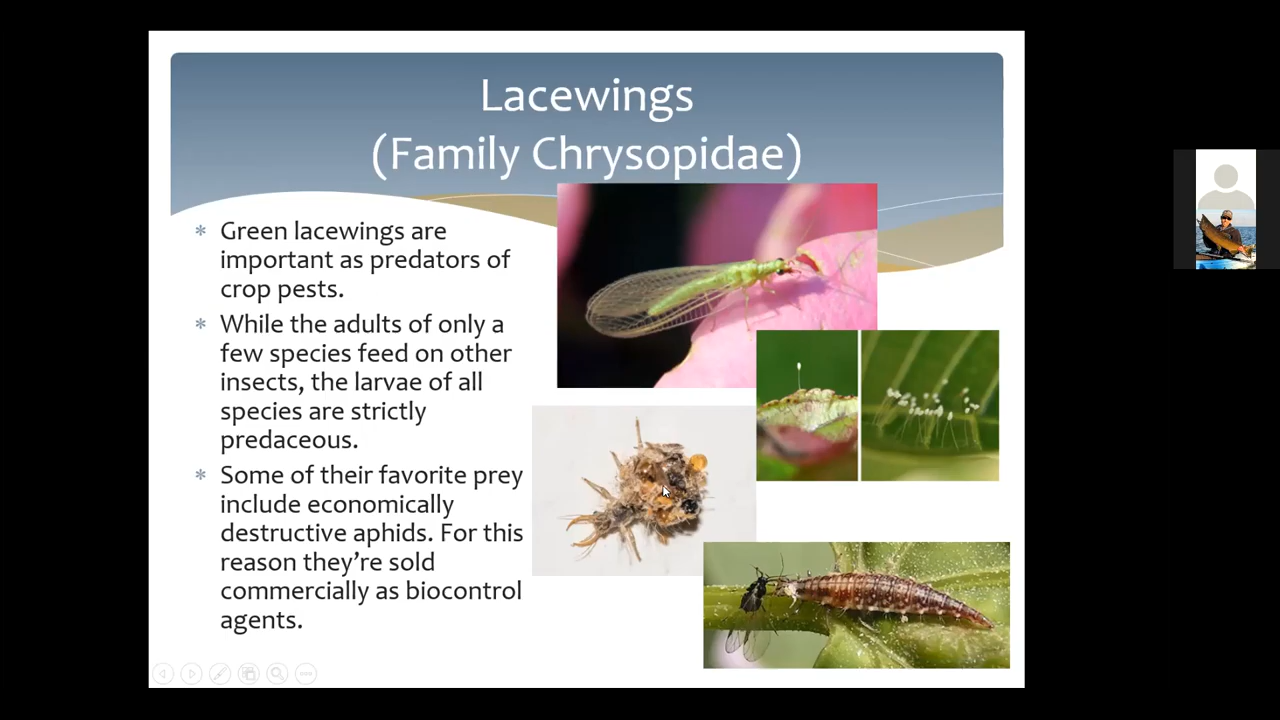 Lacewings
(Family Chrysopidae)
* Green lacewings are
important as predators of
crop pests.
* While the adults of only a
few species feed on other
insects, the larvae of all
species are strictly
predaceous.
* Some of their favorite prey
include economically
destructive aphids. For this
reason they’re sold
commercially as biocontrol
agents.